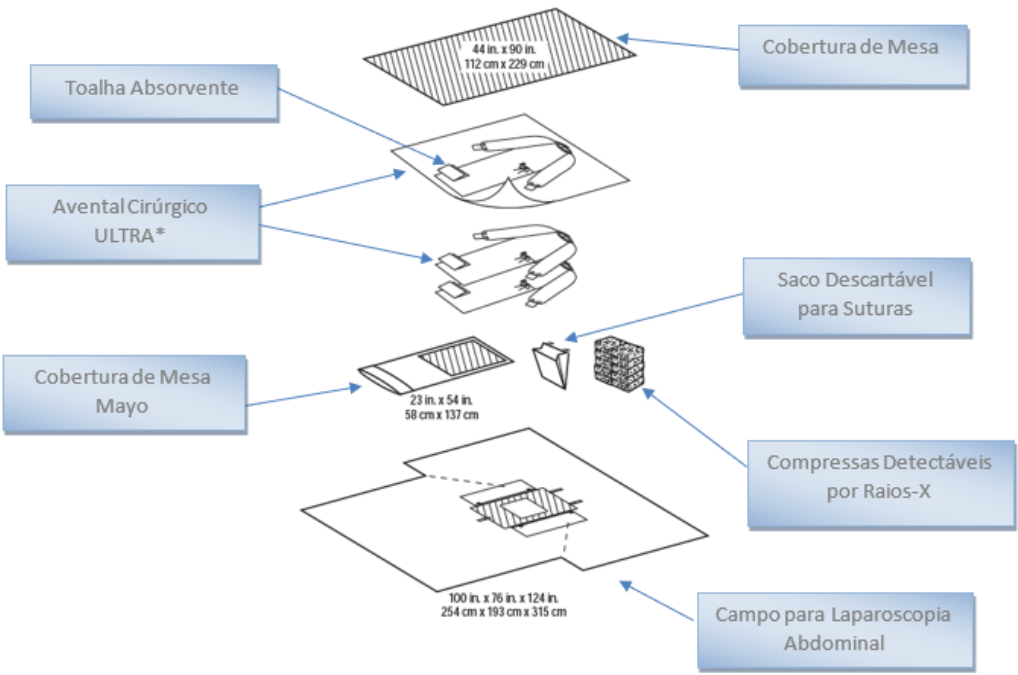 44 in. x 90 in.
112 cm x 229 cm
Cobertura de Mesa
Toalha Absorvente
Avental Cirúrgico
ULTRA*
Saco Descartável
para Suturas
Cobertura de Mesa
Mayo
23 in. x 54 in.
58 cm x 137 cm
Compressas Detectáveis
por Raios-X
100 in. x 76 in. x 124 in.
254 cm x 193 cm x 315 cm
Campo para Laparoscopia
Abdominal